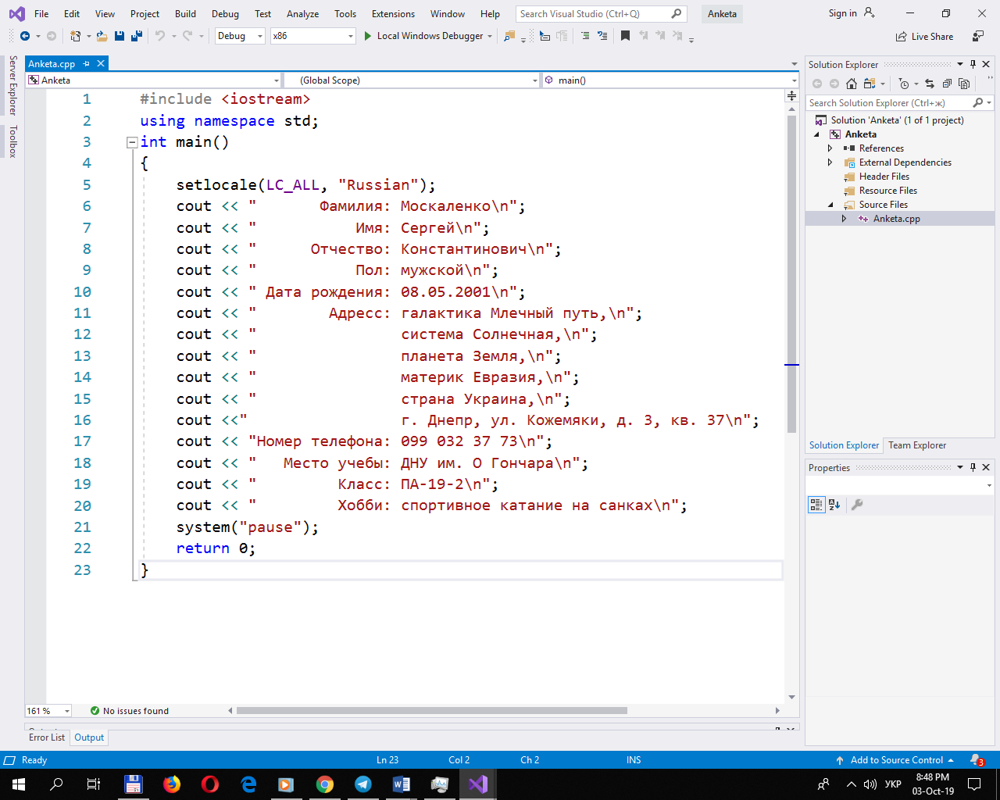 File Edit View Project Build Debug Test Analyze Tools Extensions Window Help Search Visual Studio (Ctrl+Q) Anketa Sign in
Debug x86 Local Windows Debugger Live Share
Server Explorer
Toolbox
Anketa.cpp
Anketa (Global Scope) main()
1 #include <iostream>
2 using namespace std;
3 int main()
4 {
5 setlocale(LC_ALL, "Russian");
6 cout << "       Фамилия: Москаленко\n";
7 cout << "           Имя: Сергей\n";
8 cout << "      Отчество: Константинович\n";
9 cout << "           Пол: мужской\n";
10 cout << " Дата рождения: 08.05.2001\n";
11 cout << "        Адресс: галактика Млечный путь,\n";
12 cout << "                система Солнечная,\n";
13 cout << "                планета Земля,\n";
14 cout << "                материк Евразия,\n";
15 cout << "                страна Украина,\n";
16 cout <<"                 г. Днепр, ул. Кожемяки, д. 3, кв. 37\n";
17 cout << "Номер телефона: 099 032 37 73\n";
18 cout << "   Место учебы: ДНУ им. О Гончара\n";
19 cout << "         Класс: ПА-19-2\n";
20 cout << "         Хобби: спортивное катание на санках\n";
21 system("pause");
22 return 0;
23 }
161 % No issues found
Error List Output
Solution Explorer
Search Solution Explorer (Ctrl+ж)
Solution 'Anketa' (1 of 1 project)
Anketa
References
External Dependencies
Header Files
Resource Files
Source Files
Anketa.cpp
Solution Explorer Team Explorer
Properties
Ready Ln 23 Col 2 Ch 2 INS Add to Source Control 3
УКР 8:48 PM
03-Oct-19